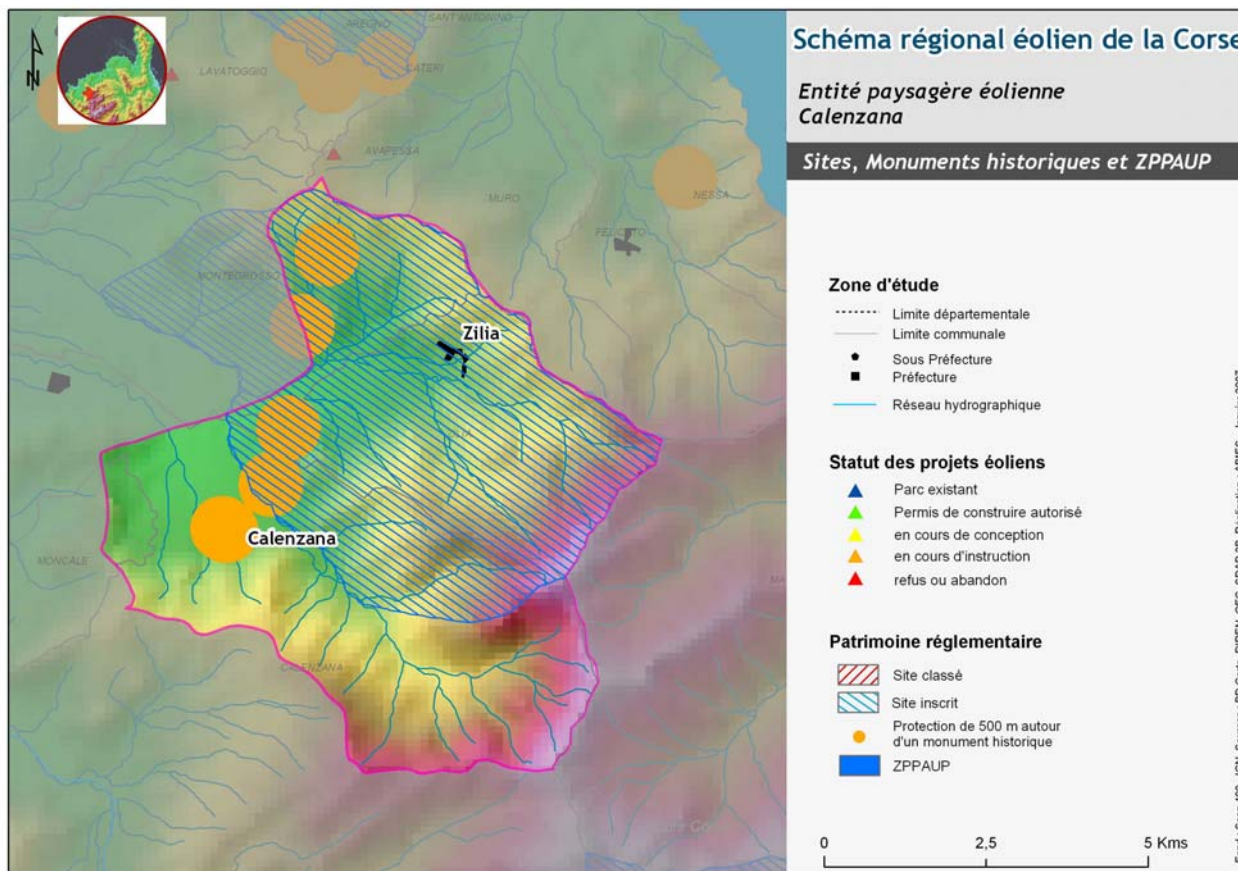 Schéma régional éolien de la Corse
Entité paysagère éolienne
Calenzana
Sites, Monuments historiques et ZPPAUP
Zone d'étude
Limite départementale
Limite communale
Sous Préfecture
Préfecture
Réseau hydrographique
Statut des projets éoliens
Parc existant
Permis de construire autorisé
en cours de conception
en cours d'instruction
refus ou abandon
Patrimoine réglementaire
Site classé
Site inscrit
Protection de 500 m autour
d'un monument historique
ZPPAUP
0 2,5 5 Kms
N
AREGNO
SANT'ANTONINO
LAVATOGGIO
CATERI
AVAPESSA
MURO
NESSA
FELICETO
MONTEGROSSO
Zilia
Calenzana
MONCALE
CALENZANA